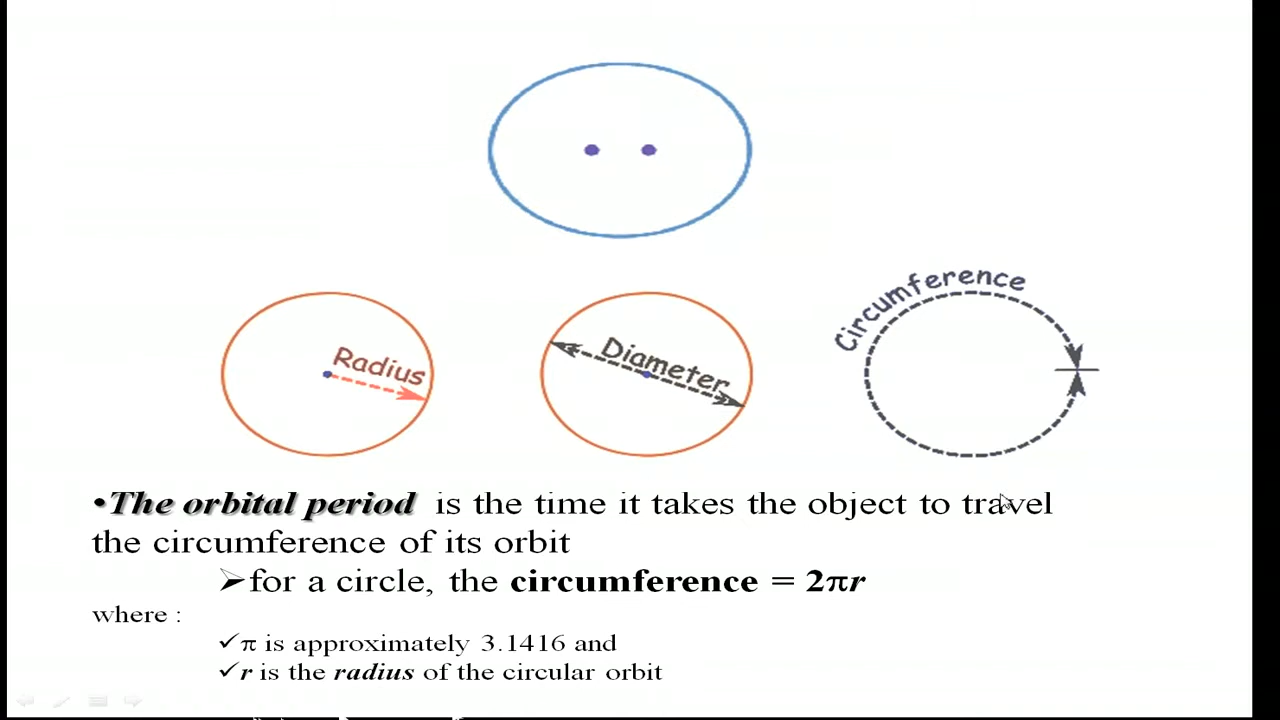 Radius
Diameter
Circumference
•The orbital period is the time it takes the object to travel
the circumference of its orbit
➢for a circle, the circumference = 2πr
where :
✓π is approximately 3.1416 and
✓r is the radius of the circular orbit